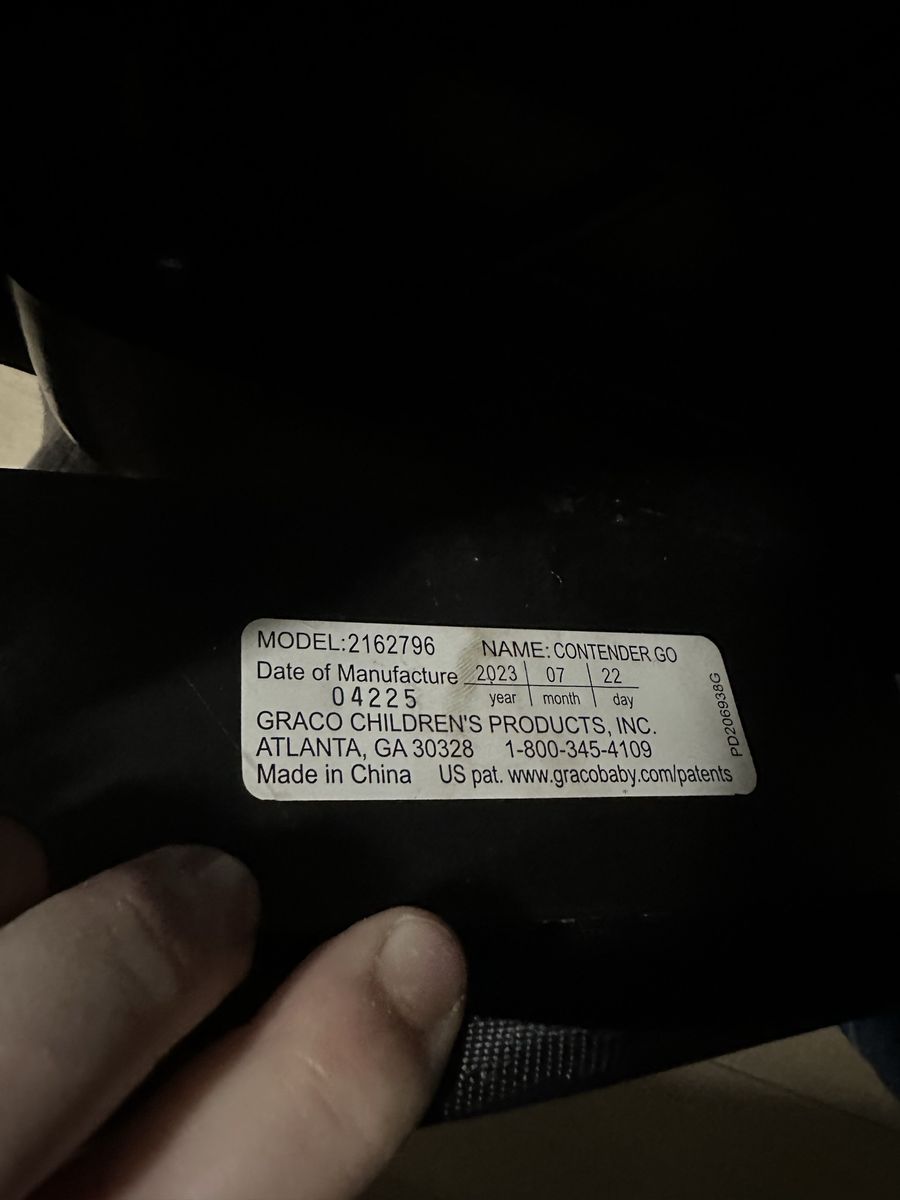 MODEL:2162796 NAME: CONTENDER GO
Date of Manufacture 2023 07 22
04225 year month day
GRACO CHILDREN'S PRODUCTS, INC.
ATLANTA, GA 30328 1-800-345-4109
Made in China US pat. www.gracobaby.com/patents
PD206938G